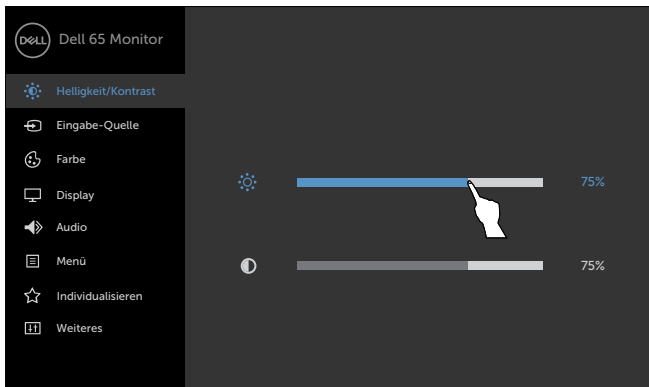 DELL Dell 65 Monitor
Helligkeit/Kontrast
Eingabe-Quelle
Farbe
Display
75%
Audio
Menü
75%
Individualisieren
Weiteres